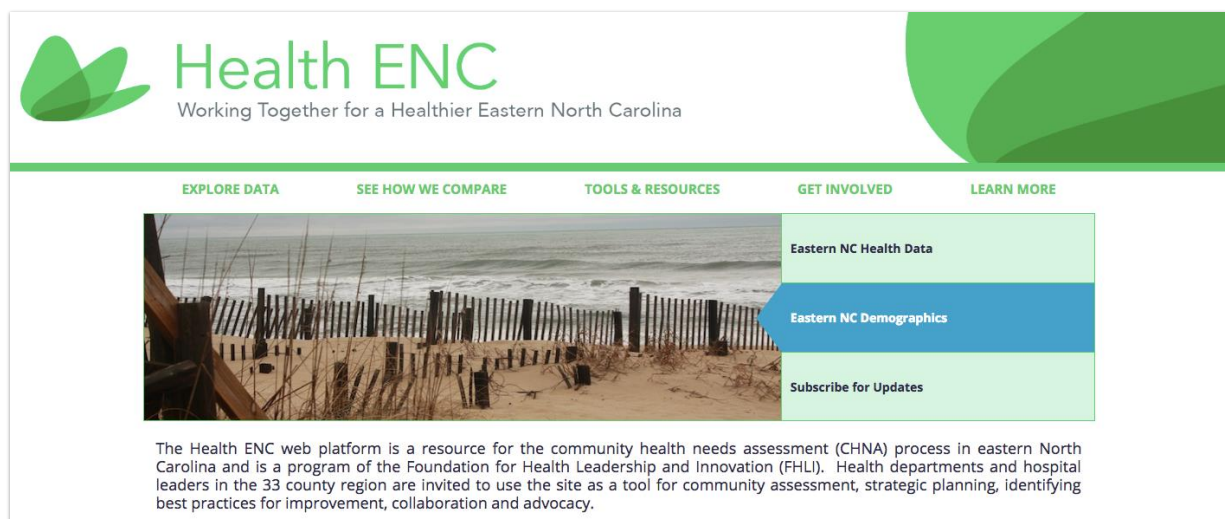 Health ENC
Working Together for a Healthier Eastern North Carolina
EXPLORE DATA SEE HOW WE COMPARE TOOLS & RESOURCES GET INVOLVED LEARN MORE
Eastern NC Health Data
Eastern NC Demographics
Subscribe for Updates
The Health ENC web platform is a resource for the community health needs assessment (CHNA) process in eastern North
Carolina and is a program of the Foundation for Health Leadership and Innovation (FHLI). Health departments and hospital
leaders in the 33 county region are invited to use the site as a tool for community assessment, strategic planning, identifying
best practices for improvement, collaboration and advocacy.